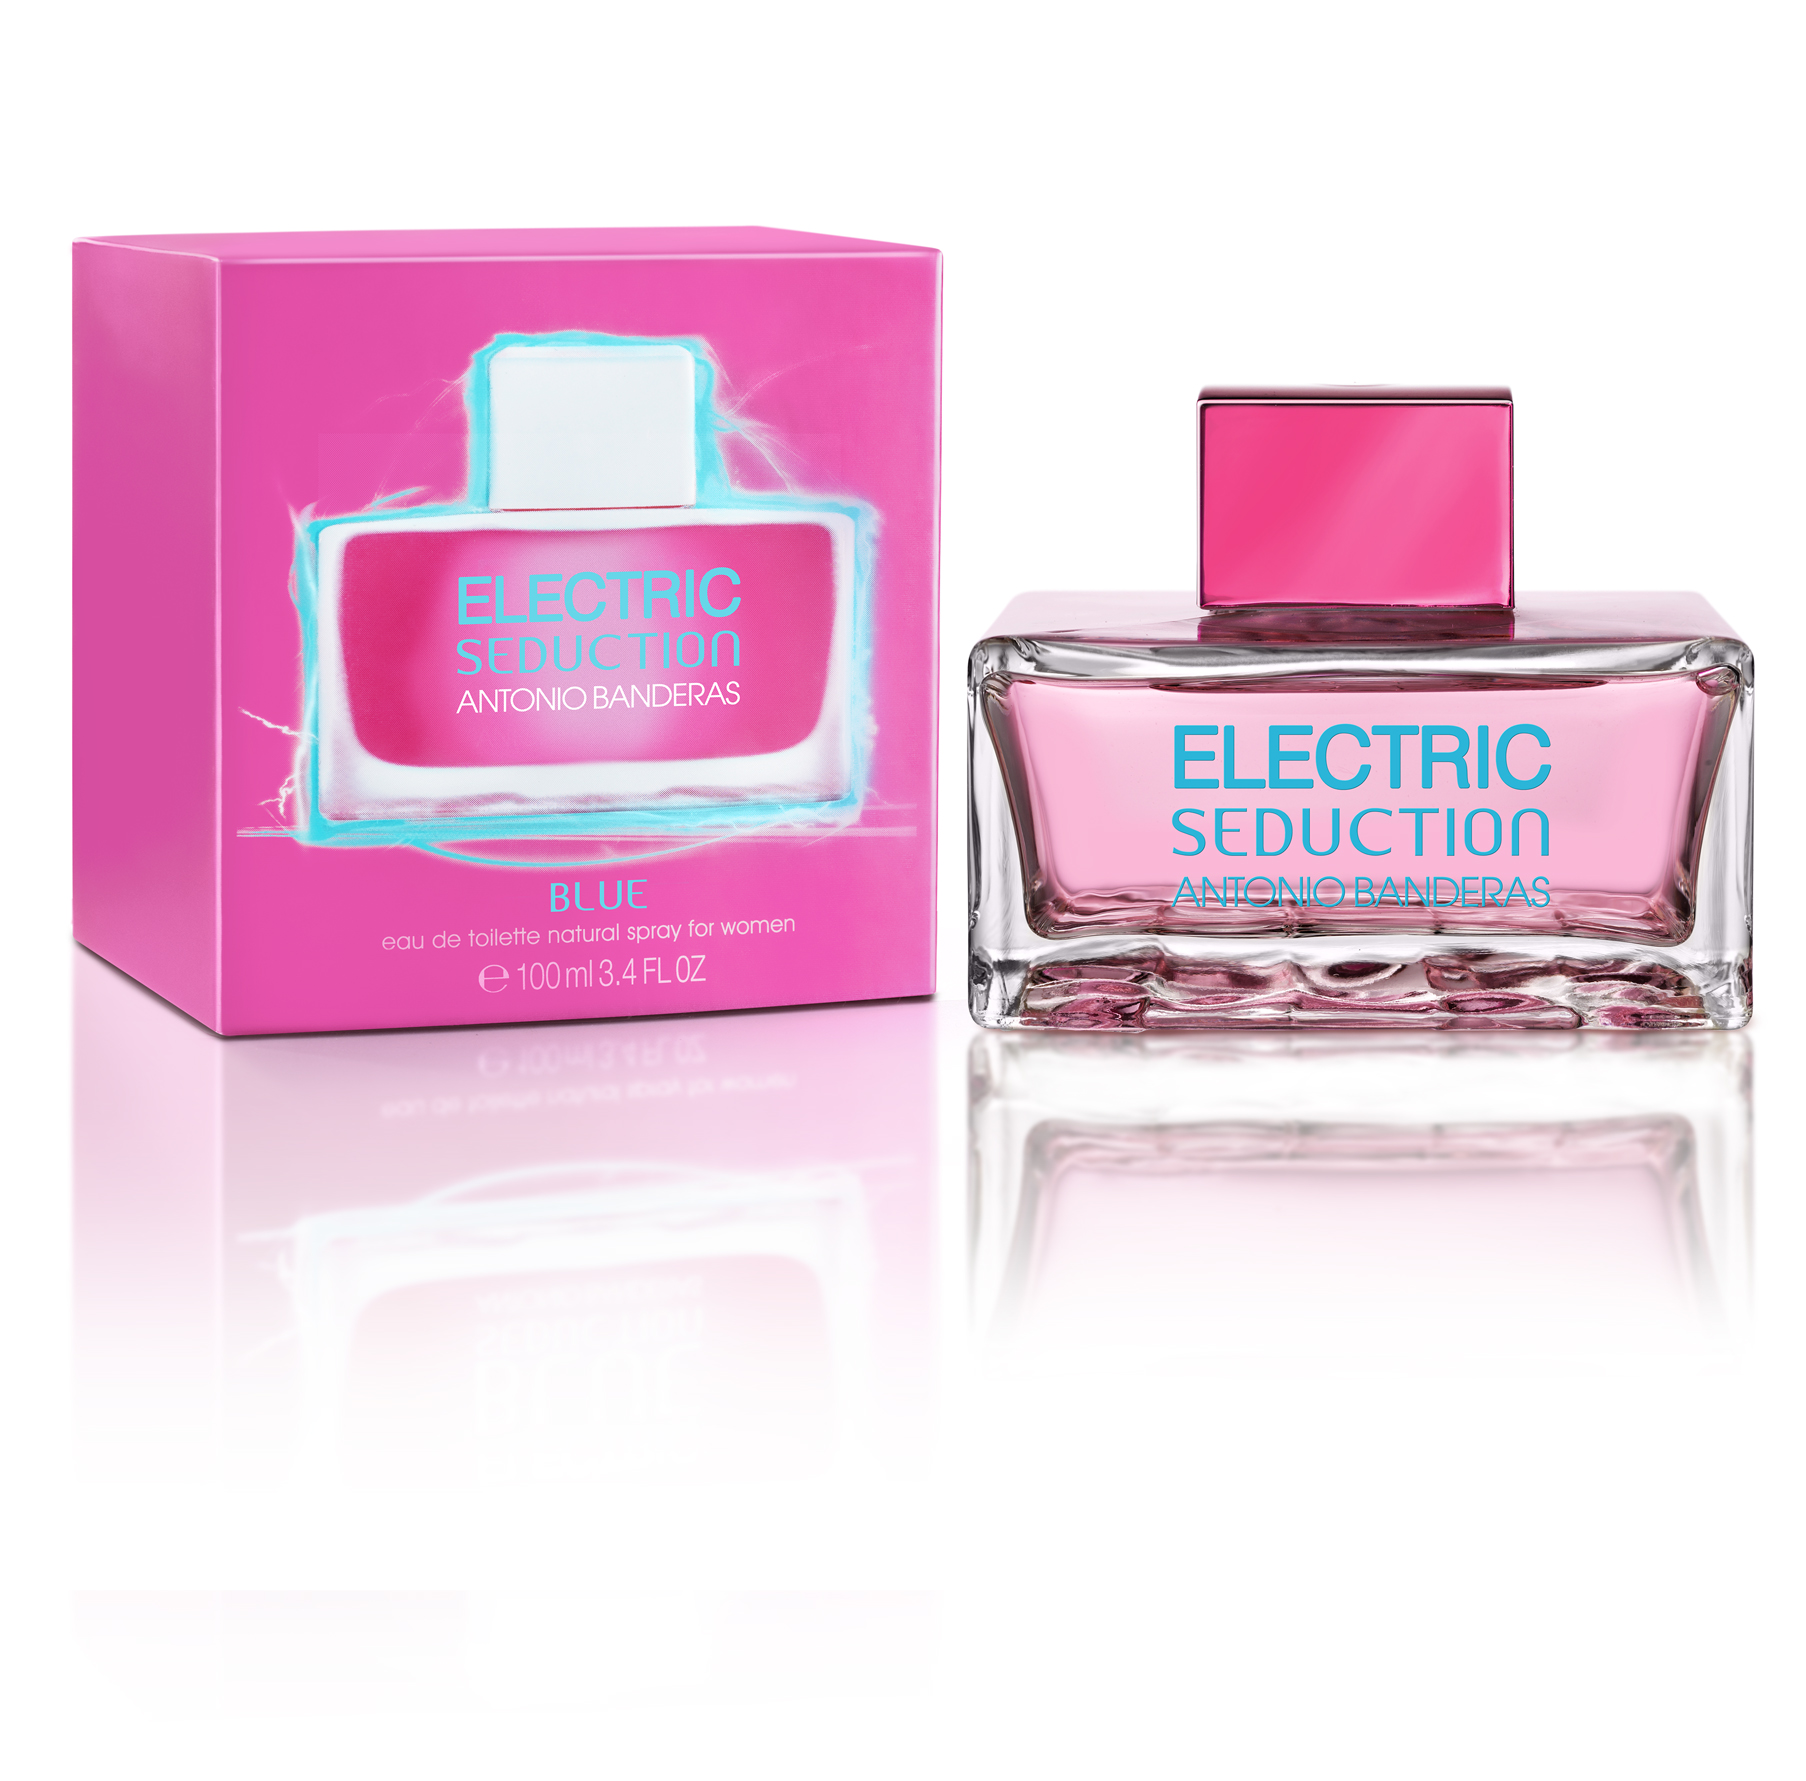 ELECTRIC
SEDUCTION
ANTONIO BANDERAS
BLUE
eau de toilette natural spray for women
℮ 100 ml 3.4 FL OZ
ELECTRIC
SEDUCTION
ANTONIO BANDERAS